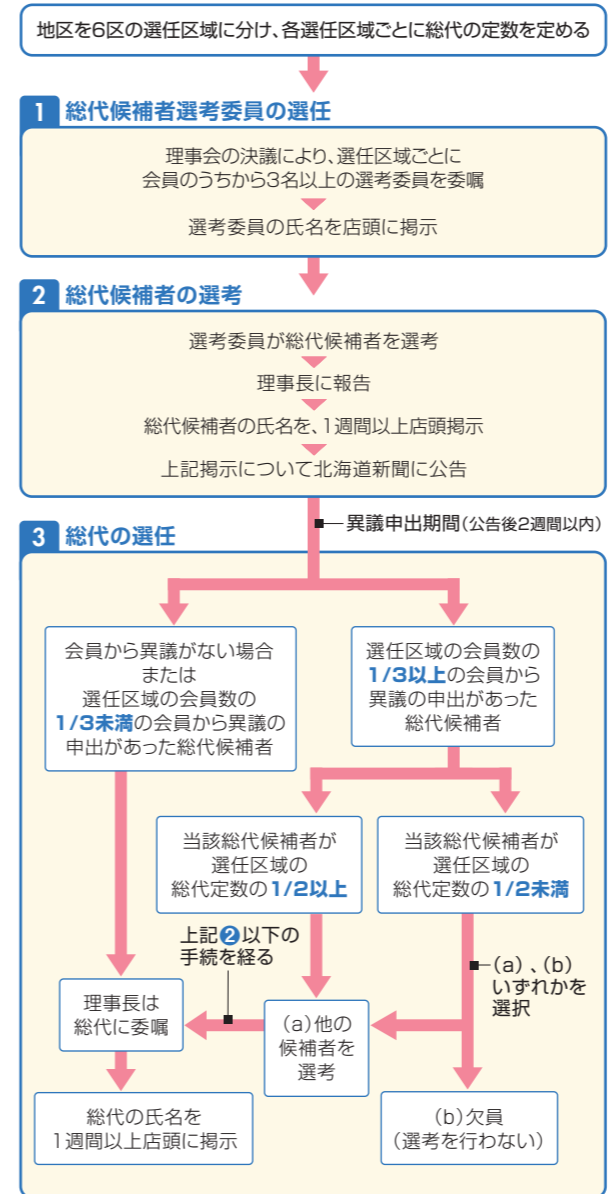 地区を6区の選任区域に分け、各選任区域ごとに総代の定数を定める
1 総代候補者選考委員の選任
理事会の決議により、選任区域ごとに
会員のうちから3名以上の選考委員を委嘱
選考委員の氏名を店頭に掲示
2 総代候補者の選考
選考委員が総代候補者を選考
理事長に報告
総代候補者の氏名を、1週間以上店頭掲示
上記掲示について北海道新聞に公告
異議申出期間(公告後2週間以内)
3 総代の選任
会員から異議がない場合
または
選任区域の会員数の
1/3未満の会員から異議の
申出があった総代候補者
選任区域の会員数の
1/3以上の会員から
異議の申出があった
総代候補者
当該総代候補者が
選任区域の
総代定数の1/2以上
当該総代候補者が
選任区域の
総代定数の1/2未満
上記❷以下の
手続を経る
(a)、(b)
いずれかを
選択
理事長は
総代に委嘱
(a)他の
候補者を
選考
総代の氏名を
1週間以上店頭に掲示
(b)欠員
(選考を行わない)